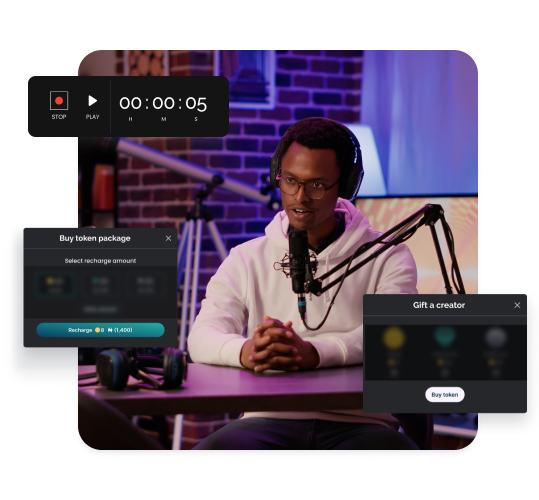 00 : 00 : 05
STOP
PLAY
H
M
S
Buy token package
Select recharge amount
Recharge 8 ₦ (1,400)
Gift a creator
Buy token